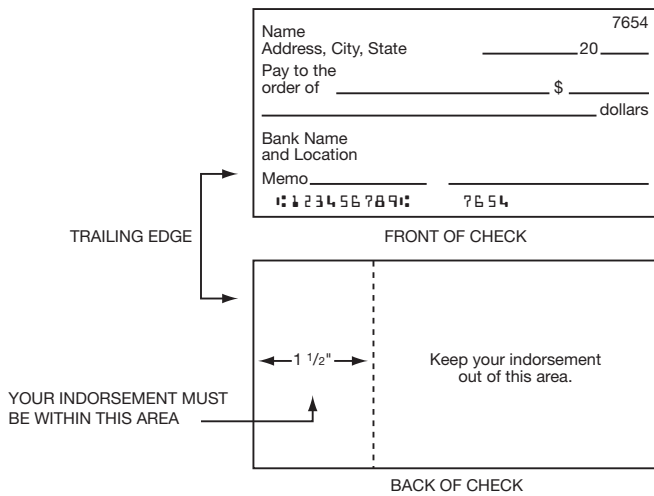 7654
Name
Address, City, State 20
Pay to the
order of $
dollars
Bank Name
and Location
Memo
⑆123456789⑆ 7654
TRAILING EDGE
FRONT OF CHECK
1 1/2"
Keep your indorsement
out of this area.
YOUR INDORSEMENT MUST
BE WITHIN THIS AREA
BACK OF CHECK